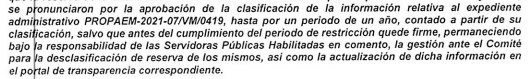 se pronunciaron por la aprobación de la clasificación de la información relativa al expediente
administrativo PROPAEM-2021-07/VM/0419, hasta por un periodo de un año, contado a partir de su
clasificación, salvo que antes del cumplimiento del periodo de restricción quede firme, permaneciendo
bajo la responsabilidad de las Servidoras Públicas Habilitadas en comento, la gestión ante el Comité
para la desclasificación de reserva de los mismos, así como la actualización de dicha información en
el portal de transparencia correspondiente.